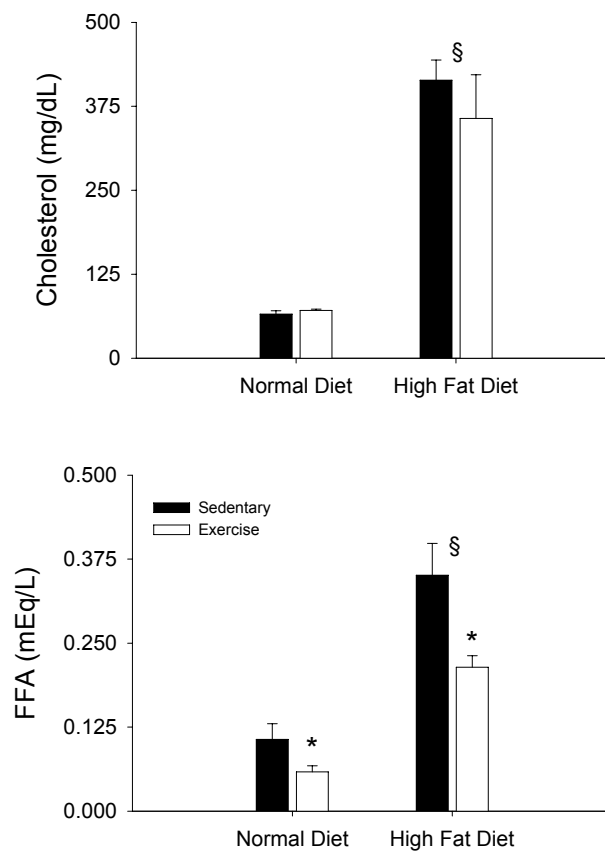 500
§
375
250
125
0
Cholesterol (mg/dL)
Normal Diet High Fat Diet
0.500
Sedentary
Exercise
0.375
§
0.250
*
0.125
*
0.000
FFA (mEq/L)
Normal Diet High Fat Diet